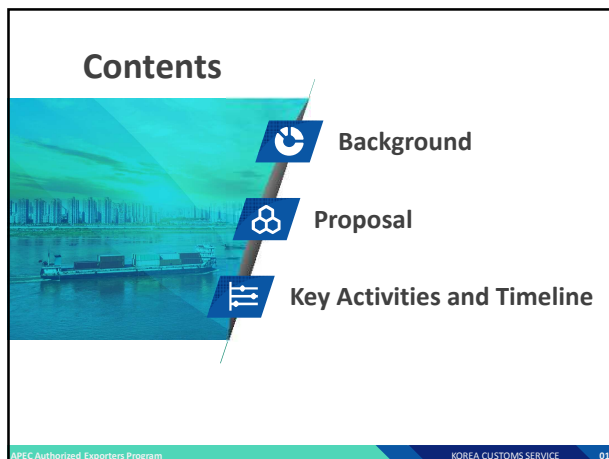 Contents
Background
Proposal
Key Activities and Timeline
APEC Authorized Exporters Program
KOREA CUSTOMS SERVICE
01